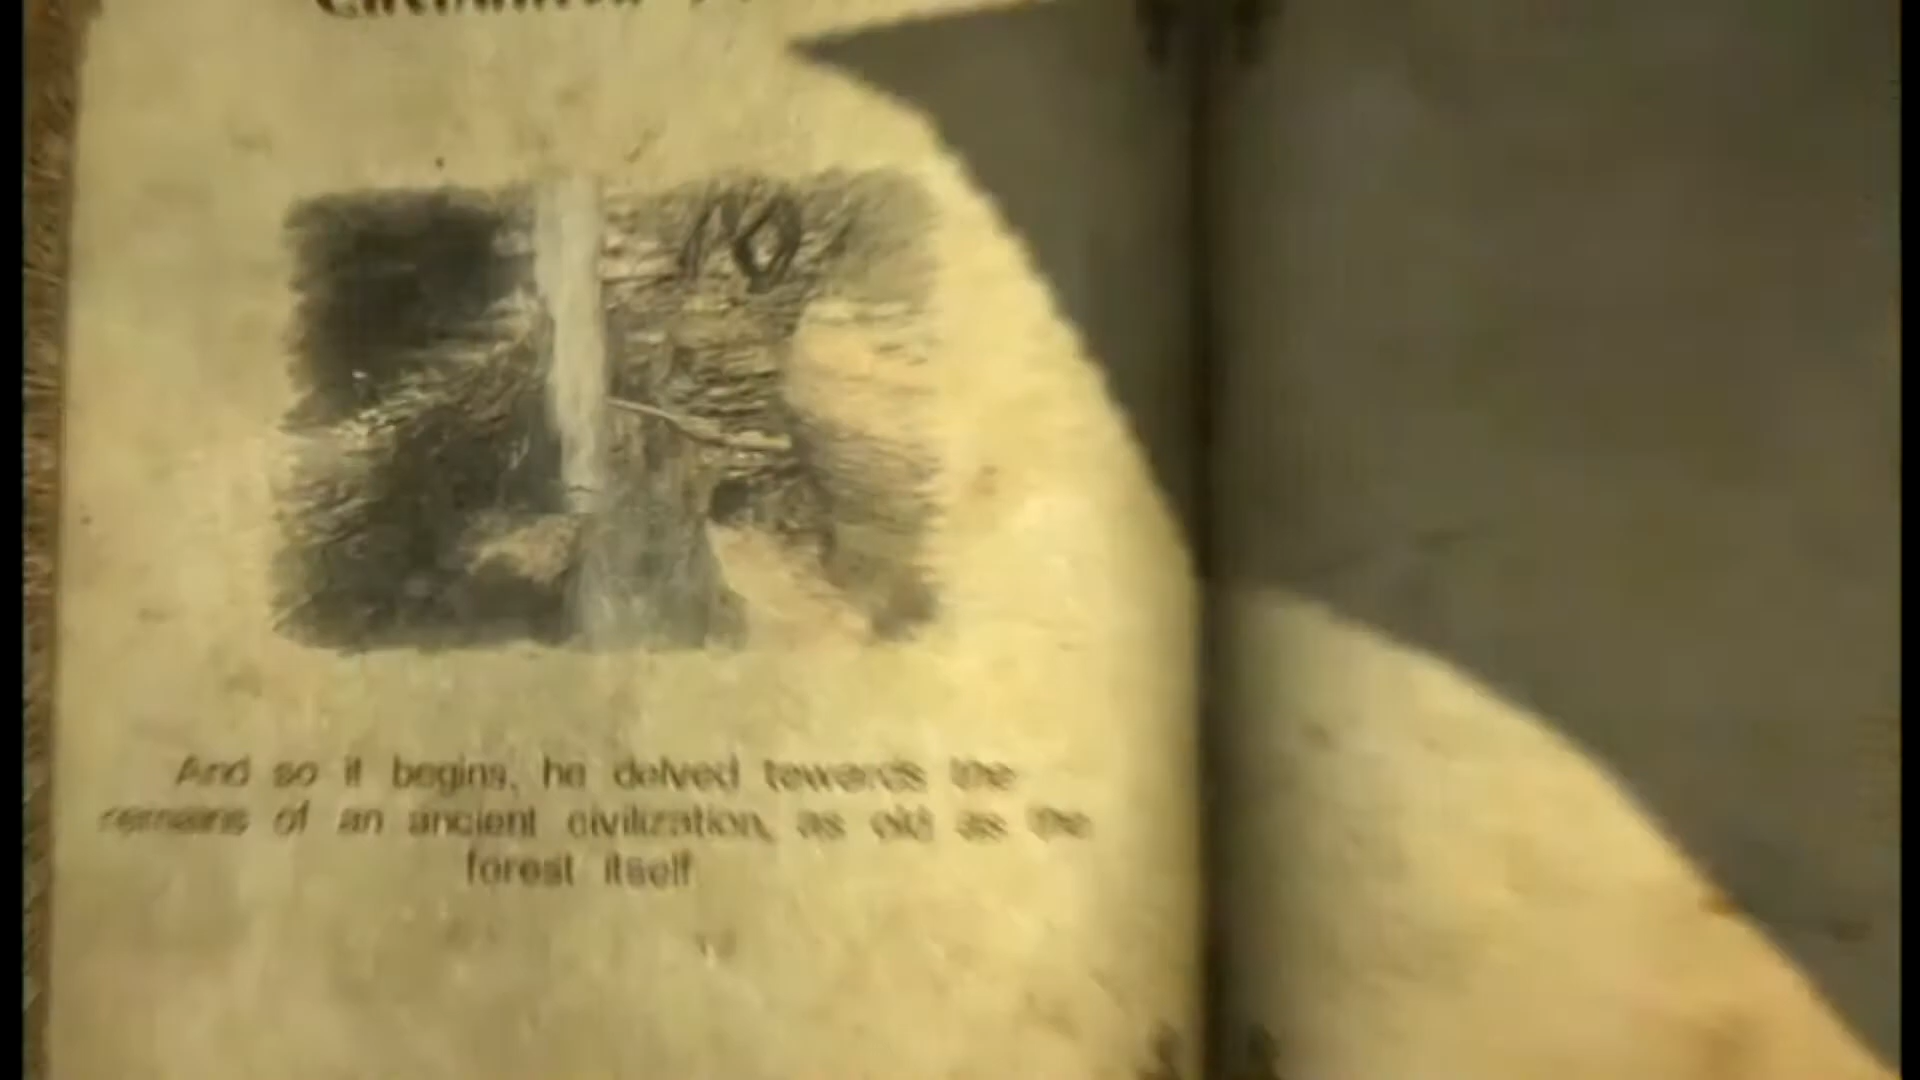 And so it begins, he delved towards the
remains of an ancient civilization, as old as the
forest itself